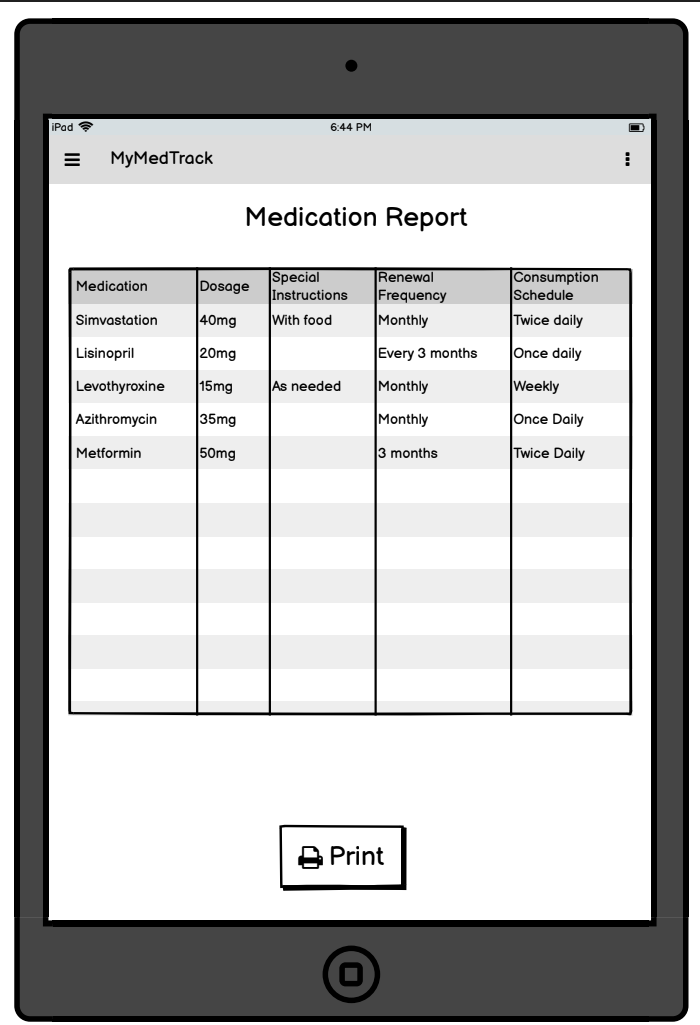 iPad 6:44 PM
MyMedTrack
Medication Report
Medication Dosage Special Instructions Renewal Frequency Consumption Schedule
Simvastation 40mg With food Monthly Twice daily
Lisinopril 20mg Every 3 months Once daily
Levothyroxine 15mg As needed Monthly Weekly
Azithromycin 35mg Monthly Once Daily
Metformin 50mg 3 months Twice Daily
Print